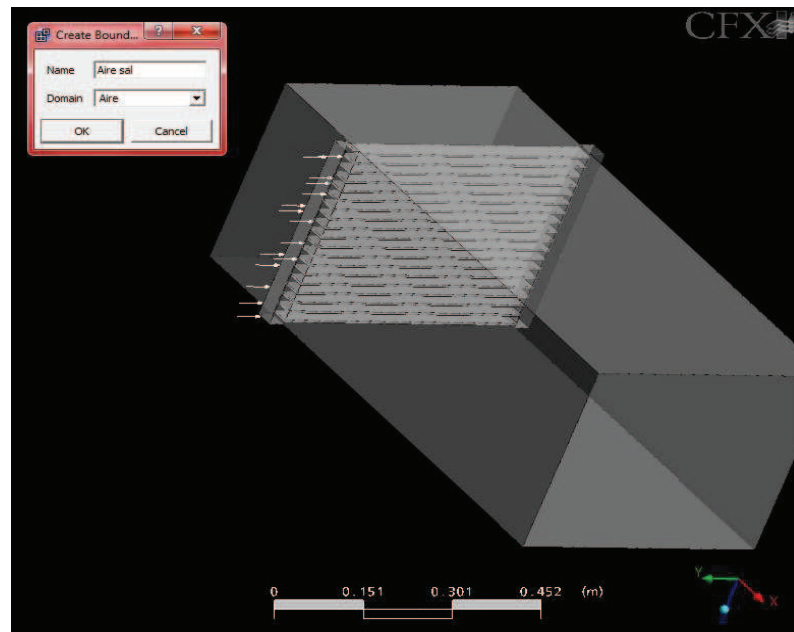 Create Bound...
Name Aire sal
Domain Aire
OK Cancel
CFX
0 0.151 0.301 0.452 (m)
Y
X